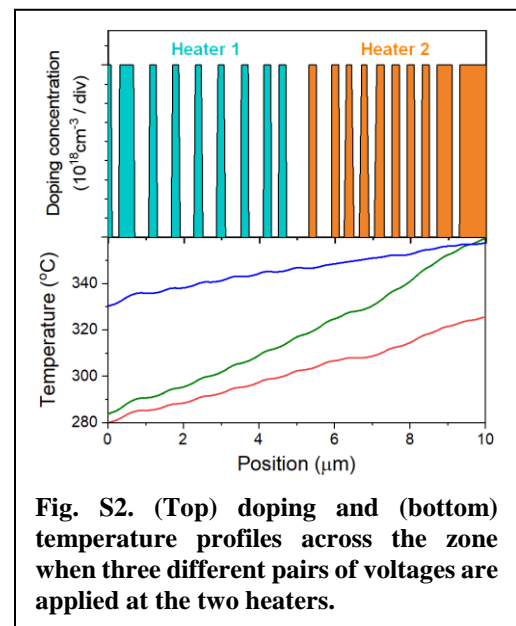 Heater 1 Heater 2
Doping concentration
(10¹⁸cm⁻³ / div)
Temperature (ºC)
340
320
300
280
0 2 4 6 8 10
Position (μm)
Fig. S2. (Top) doping and (bottom)
temperature profiles across the zone
when three different pairs of voltages are
applied at the two heaters.